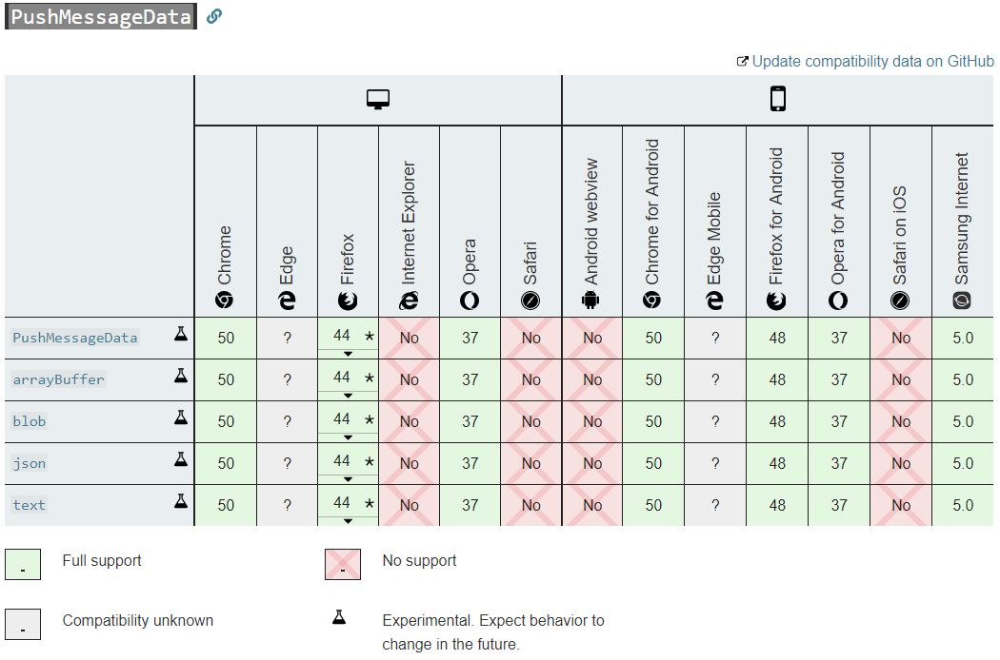 PushMessageData
Update compatibility data on GitHub
Chrome
Edge
Firefox
Internet Explorer
Opera
Safari
Android webview
Chrome for Android
Edge Mobile
Firefox for Android
Opera for Android
Safari on iOS
Samsung Internet
PushMessageData 50 ? 44 * No 37 No No 50 ? 48 37 No 5.0
arrayBuffer 50 ? 44 * No 37 No No 50 ? 48 37 No 5.0
blob 50 ? 44 * No 37 No No 50 ? 48 37 No 5.0
json 50 ? 44 * No 37 No No 50 ? 48 37 No 5.0
text 50 ? 44 * No 37 No No 50 ? 48 37 No 5.0
- Full support
- No support
- Compatibility unknown
Experimental. Expect behavior to
change in the future.